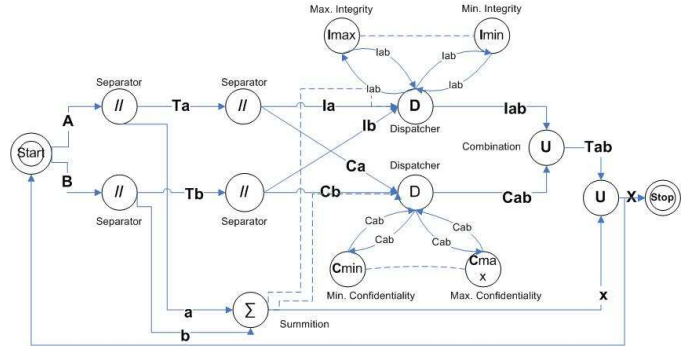 Max. Integrity
Min. Integrity
Imax
Imin
Iab
Iab
Iab
Iab
Separator
Separator
A
//
Ta
//
Ia
D
Iab
Dispatcher
Ib
Start
Combination
U
Tab
Ca
Dispatcher
B
//
Tb
//
Cb
D
Cab
U
X
Stop
Separator
Separator
Cab
Cab
Cab
Cab
Cmin
Cma
x
Min. Confidentiality
Max. Confidentiality
a
∑
x
b
Summition